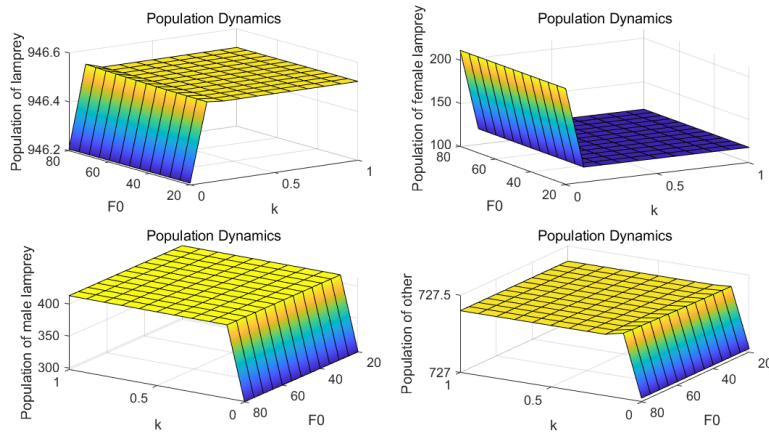 Population Dynamics
Population of lamprey
946.6
946.4
946.2
80
60
40
20
F0
0
0.5
1
k
Population Dynamics
Population of female lamprey
200
150
100
80
60
40
20
F0
0
0.5
1
k
Population Dynamics
Population of male lamprey
400
350
300
1
0.5
0
k
80
60
40
20
F0
Population Dynamics
Population of other
727.5
727
1
0.5
0
k
80
60
40
20
F0